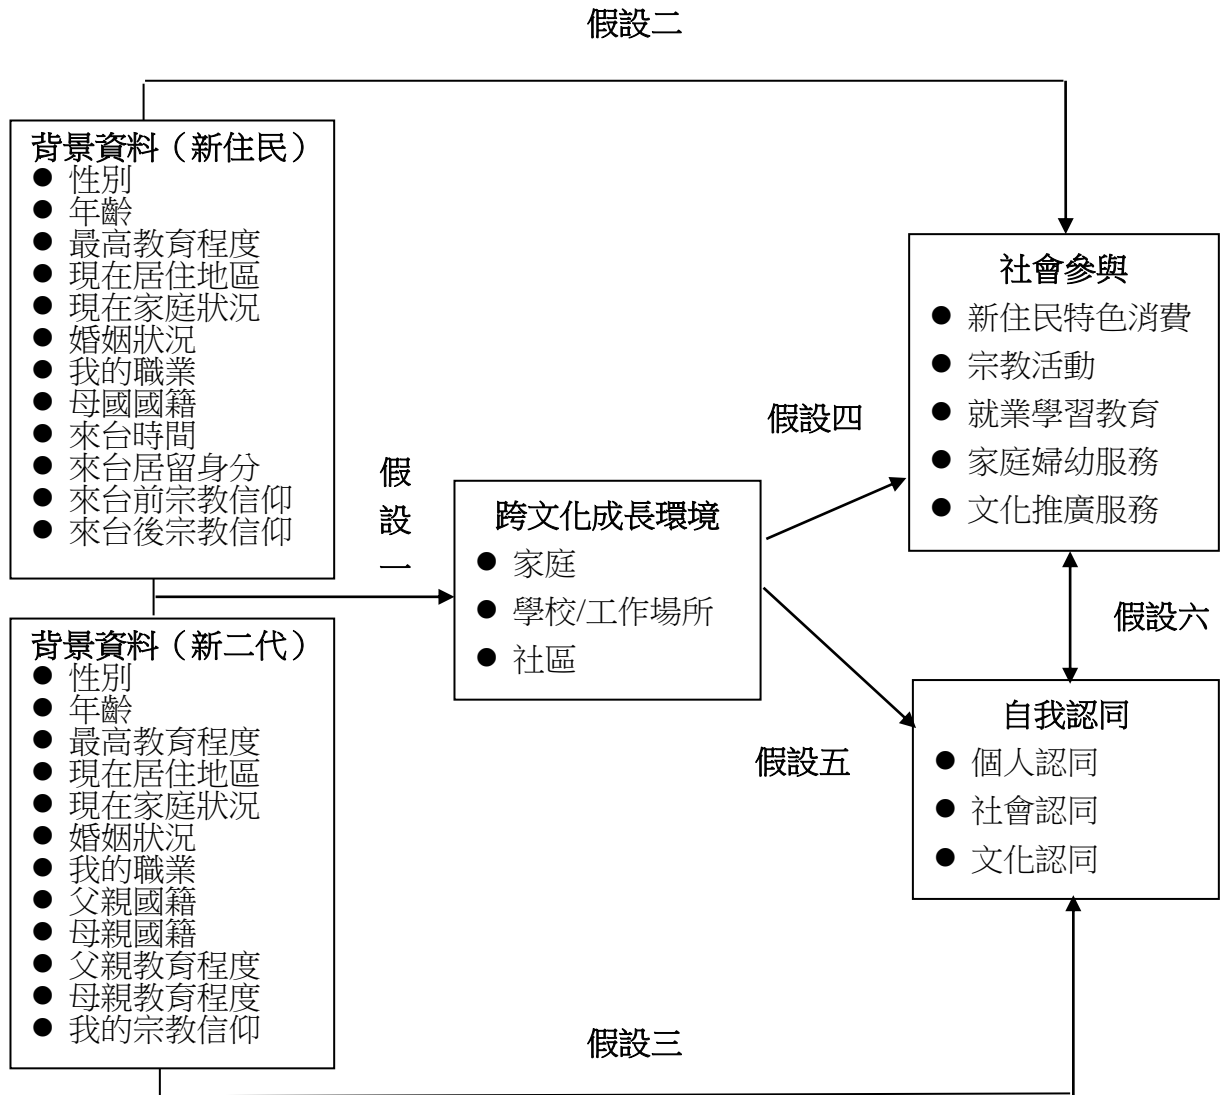 假設二
背景資料（新住民）
● 性別
● 年齡
● 最高教育程度
● 現在居住地區
● 現在家庭狀況
● 婚姻狀況
● 我的職業
● 母國國籍
● 來台時間
● 來台居留身分
● 來台前宗教信仰
● 來台後宗教信仰
假
設
一
背景資料（新二代）
● 性別
● 年齡
● 最高教育程度
● 現在居住地區
● 現在家庭狀況
● 婚姻狀況
● 我的職業
● 父親國籍
● 母親國籍
● 父親教育程度
● 母親教育程度
● 我的宗教信仰
跨文化成長環境
● 家庭
● 學校/工作場所
● 社區
假設四
假設五
社會參與
● 新住民特色消費
● 宗教活動
● 就業學習教育
● 家庭婦幼服務
● 文化推廣服務
假設六
自我認同
● 個人認同
● 社會認同
● 文化認同
假設三